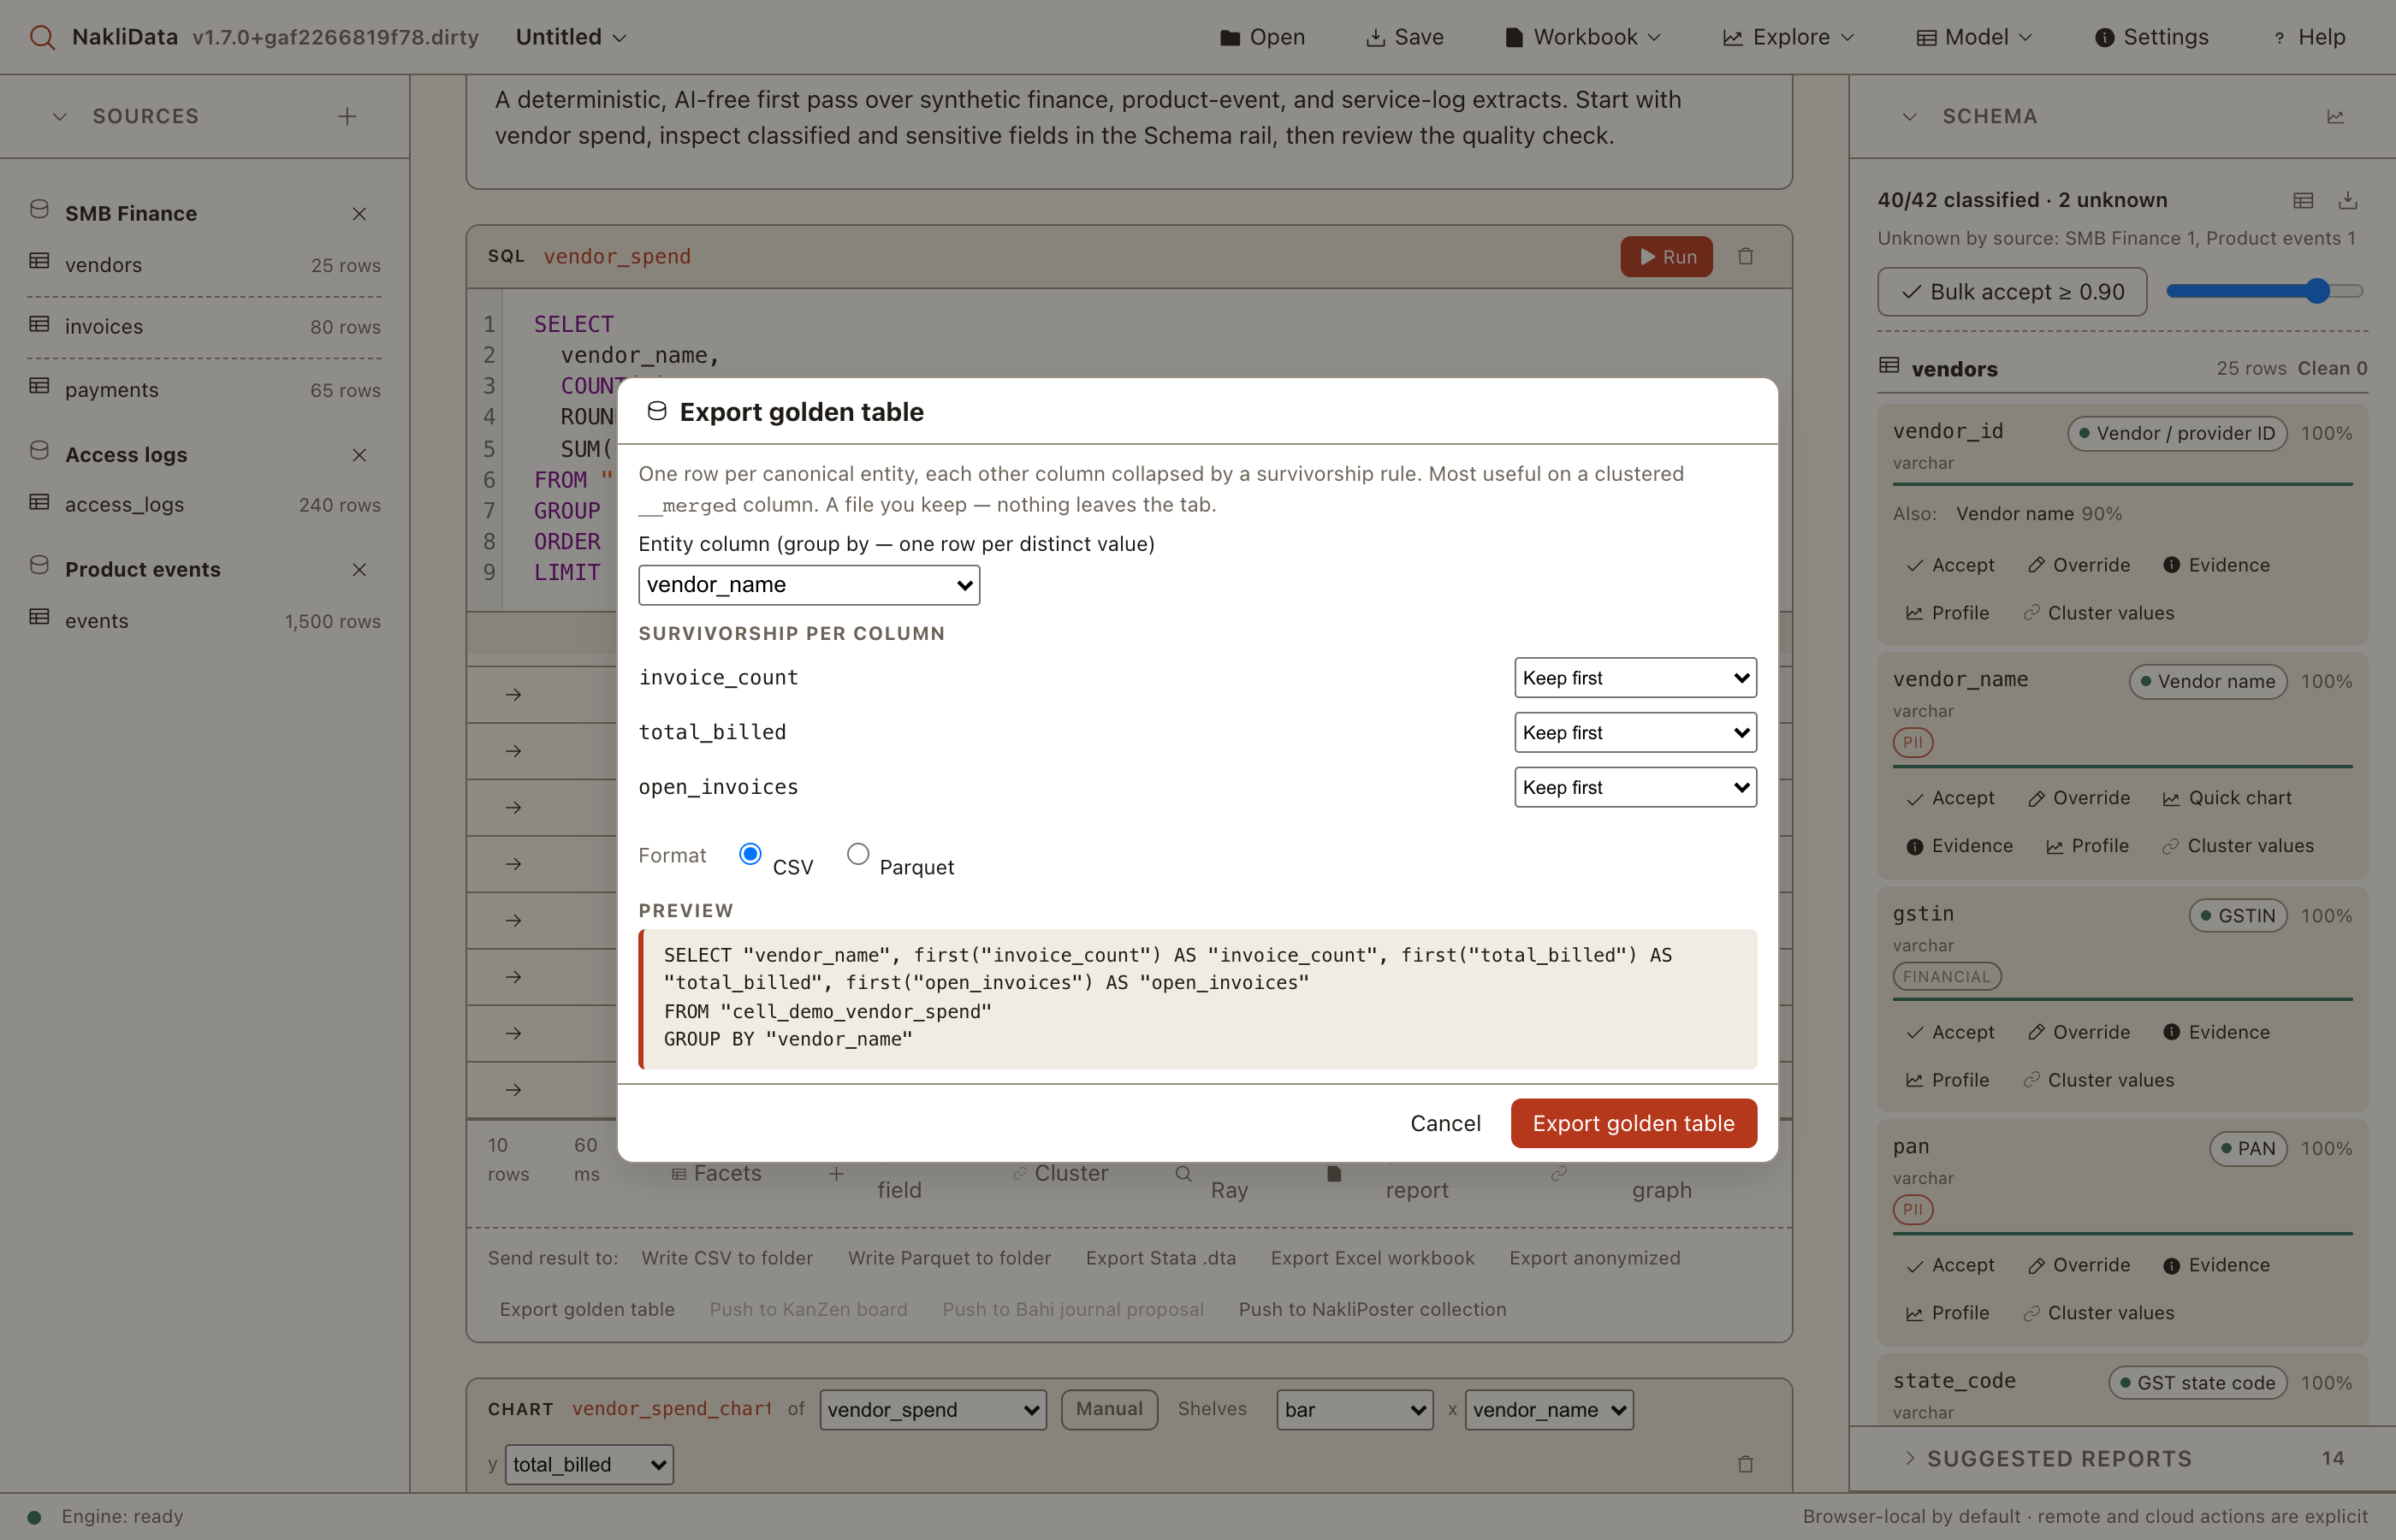 NakliData v1.7.0+gaf2266819f78.dirty Untitled
Open Save Workbook Explore Model Settings ? Help
SOURCES
SMB Finance
vendors 25 rows
invoices 80 rows
payments 65 rows
Access logs
access_logs 240 rows
Product events
events 1,500 rows
A deterministic, AI-free first pass over synthetic finance, product-event, and service-log extracts. Start with
vendor spend, inspect classified and sensitive fields in the Schema rail, then review the quality check.
SQL vendor_spend Run
1 SELECT
2 vendor_name,
3 COUNT
4 ROUN
5 SUM(
6 FROM "
7 GROUP
8 ORDER
9 LIMIT
Export golden table
One row per canonical entity, each other column collapsed by a survivorship rule. Most useful on a clustered
__merged column. A file you keep — nothing leaves the tab.
Entity column (group by — one row per distinct value)
vendor_name
SURVIVORSHIP PER COLUMN
invoice_count Keep first
total_billed Keep first
open_invoices Keep first
Format CSV Parquet
PREVIEW
SELECT "vendor_name", first("invoice_count") AS "invoice_count", first("total_billed") AS
"total_billed", first("open_invoices") AS "open_invoices"
FROM "cell_demo_vendor_spend"
GROUP BY "vendor_name"
Cancel Export golden table
10 rows 60 ms Facets field Cluster Ray report graph
Send result to: Write CSV to folder Write Parquet to folder Export Stata .dta Export Excel workbook Export anonymized
Export golden table Push to KanZen board Push to Bahi journal proposal Push to NakliPoster collection
CHART vendor_spend_chart of vendor_spend Manual Shelves bar x vendor_name
y total_billed
SCHEMA
40/42 classified · 2 unknown
Unknown by source: SMB Finance 1, Product events 1
Bulk accept ≥ 0.90
vendors 25 rows Clean 0
vendor_id Vendor / provider ID 100%
varchar
Also: Vendor name 90%
Accept Override Evidence
Profile Cluster values
vendor_name Vendor name 100%
varchar
PII
Accept Override Quick chart
Evidence Profile Cluster values
gstin GSTIN 100%
varchar
FINANCIAL
Accept Override Evidence
Profile Cluster values
pan PAN 100%
varchar
PII
Accept Override Evidence
Profile Cluster values
state_code GST state code 100%
varchar
SUGGESTED REPORTS 14
Engine: ready
Browser-local by default · remote and cloud actions are explicit